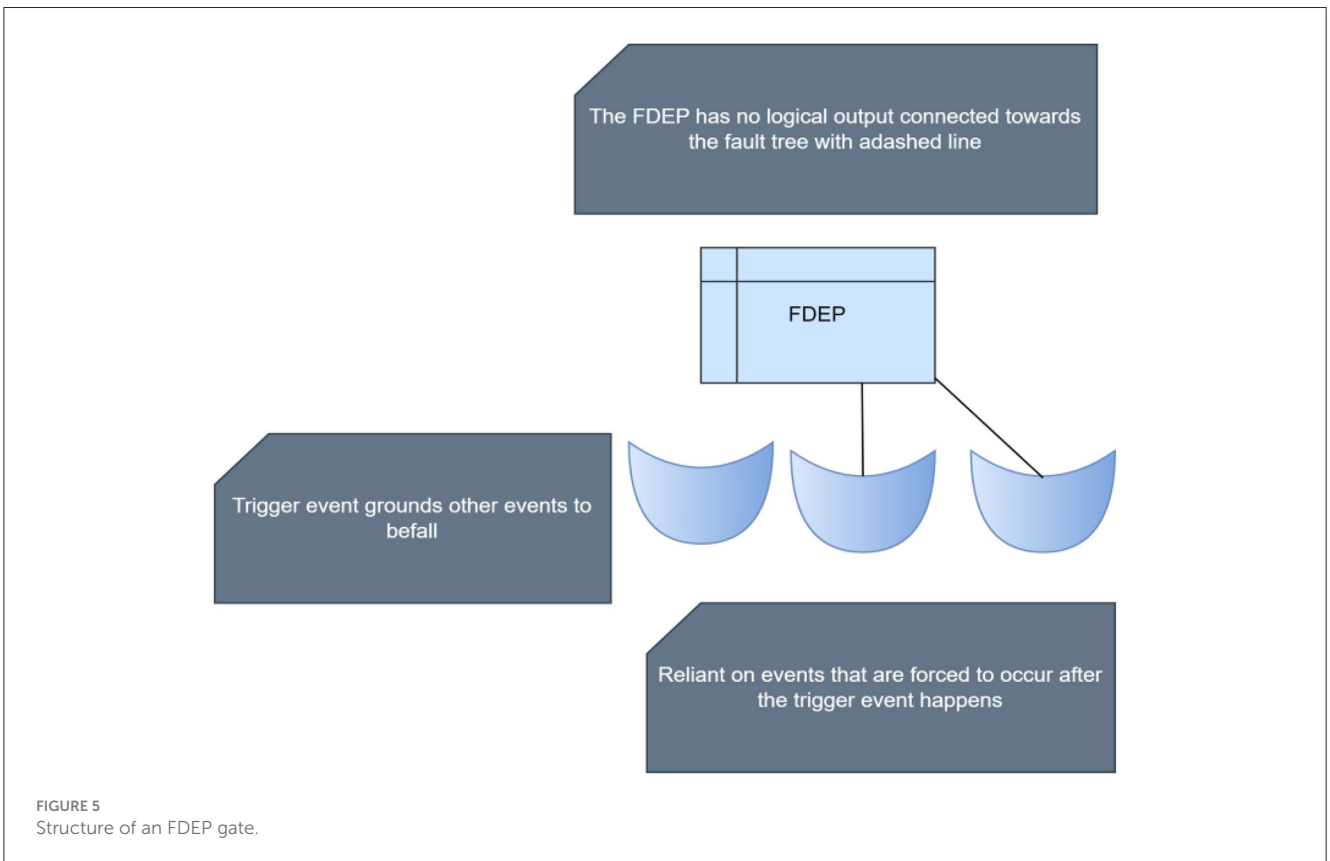 The FDEP has no logical output connected towards
the fault tree with adashed line
FDEP
Trigger event grounds other events to
befall
Reliant on events that are forced to occur after
the trigger event happens
FIGURE 5
Structure of an FDEP gate.